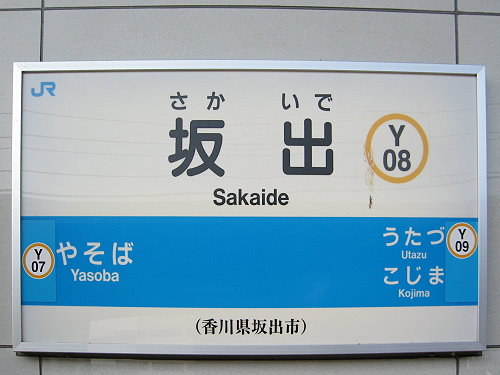 JR
さか いで
坂 出
Y
08
Sakaide
Y
07
やそば
Yasoba
うたづ
Utazu
こじま
Kojima
Y
09
(香川県坂出市)